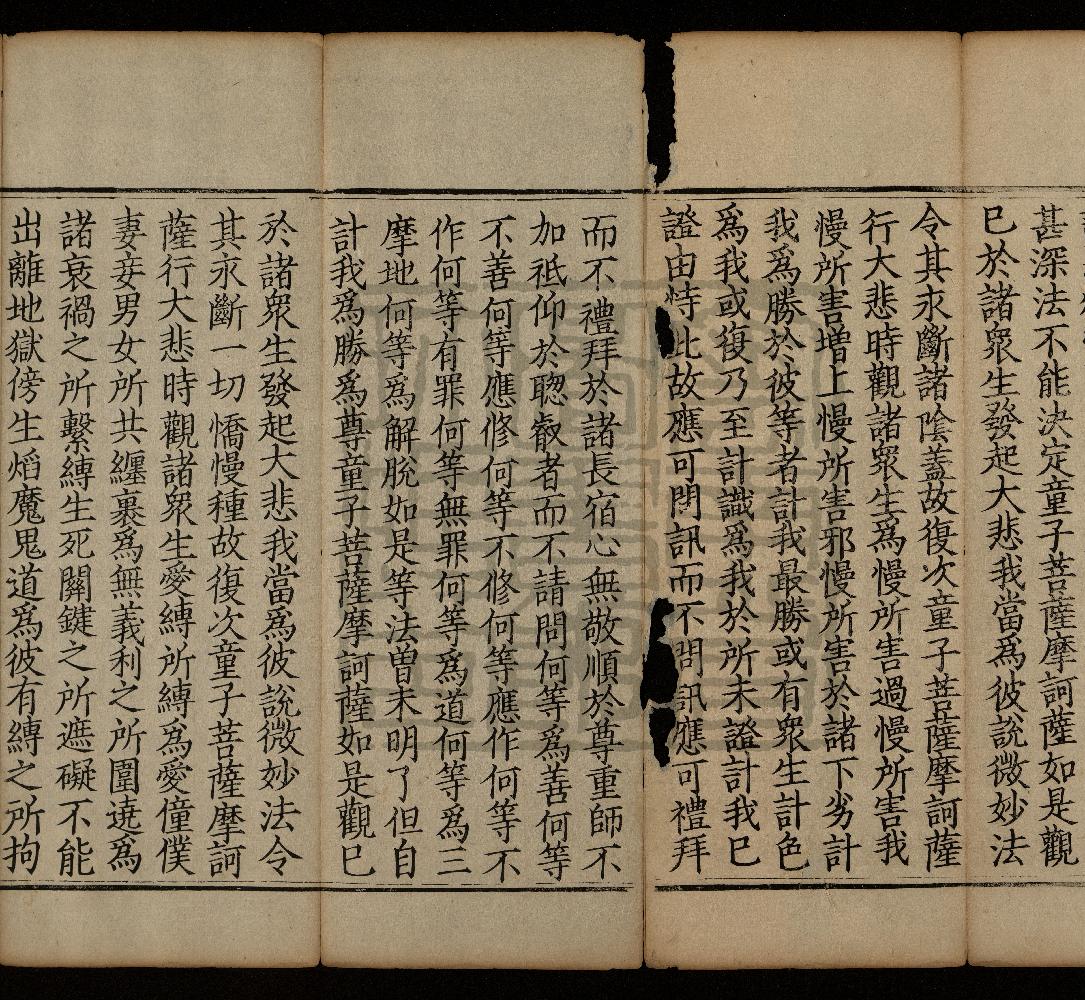 甚深法不能決定童子菩薩摩訶薩如是觀
已於諸衆生發起大悲我當爲彼說微妙法
令其永斷諸陰蓋故復次童子菩薩摩訶薩
行大悲時觀諸衆生爲慢所害過慢所害我
慢所害增上慢所害邪慢所害於諸下劣計
我爲勝於彼等者計我最勝或有衆生計色
爲我或復乃至計識爲我於所未證計我已
證由恃此故應可問訊而不問訊應可禮拜
而不禮拜於諸長宿心無敬順於尊重師不
加祇仰於聰叡者而不請問何等爲善何等
不善何等應修何等不修何等應作何等不
作何等有罪何等無罪何等爲道何等爲三
摩地何等爲解脫如是等法曽未明了但自
計我爲勝爲尊童子菩薩摩訶薩如是觀已
於諸衆生發起大悲我當爲彼說微妙法令
其永斷一切憍慢種故復次童子菩薩摩訶
薩行大悲時觀諸衆生愛縛所縛爲愛僮僕
妻妾男女所共纏裹爲無義利之所圍遶爲
諸衰禍之所繫縛生死關鍵之所遮礙不能
出離地獄傍生焰魔鬼道爲彼有縛之所拘